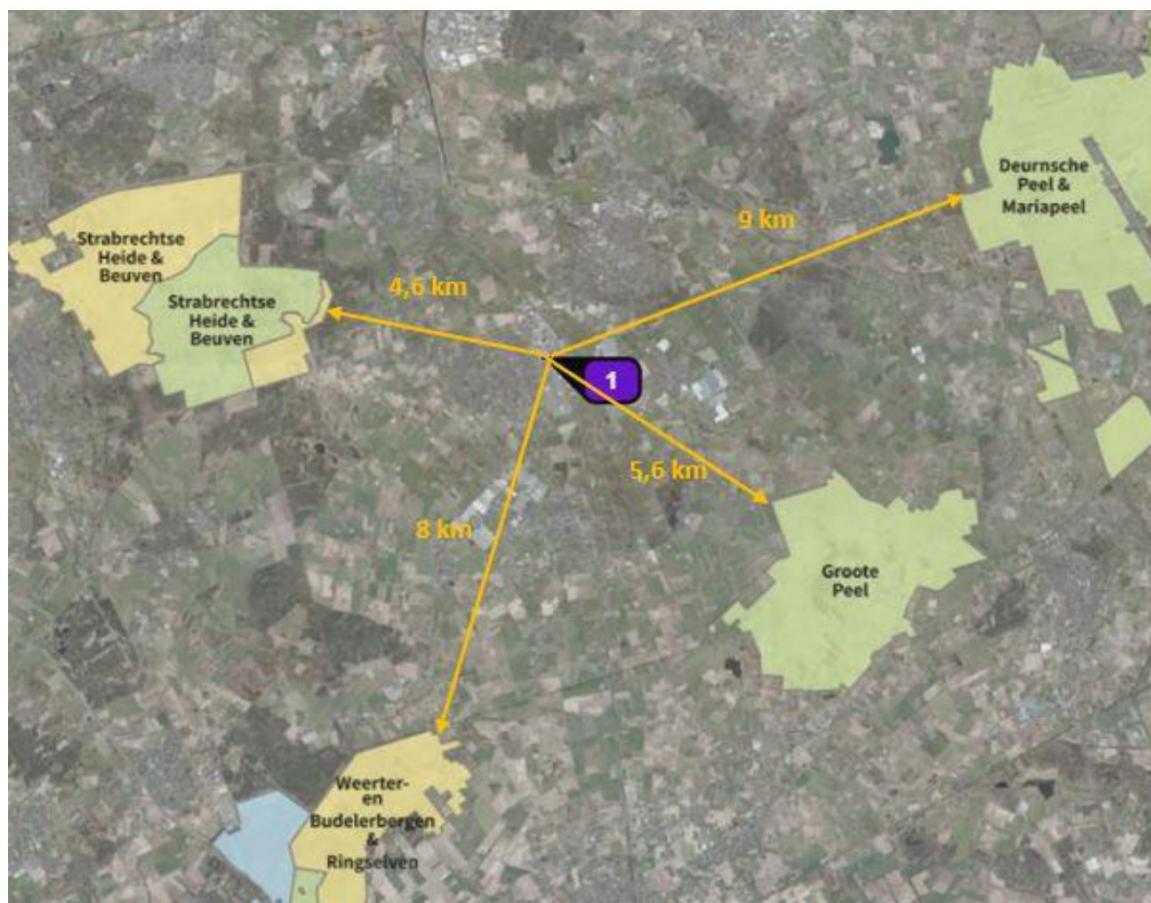 Deurnsche
Peel &
Mariapeel
9 km
Strabrechtse
Heide &
Beuven
4,6 km
Strabrechtse
Heide &
Beuven
1
5,6 km
8 km
Groote
Peel
Weerter-
en
Budelerbergen
&
Ringselven